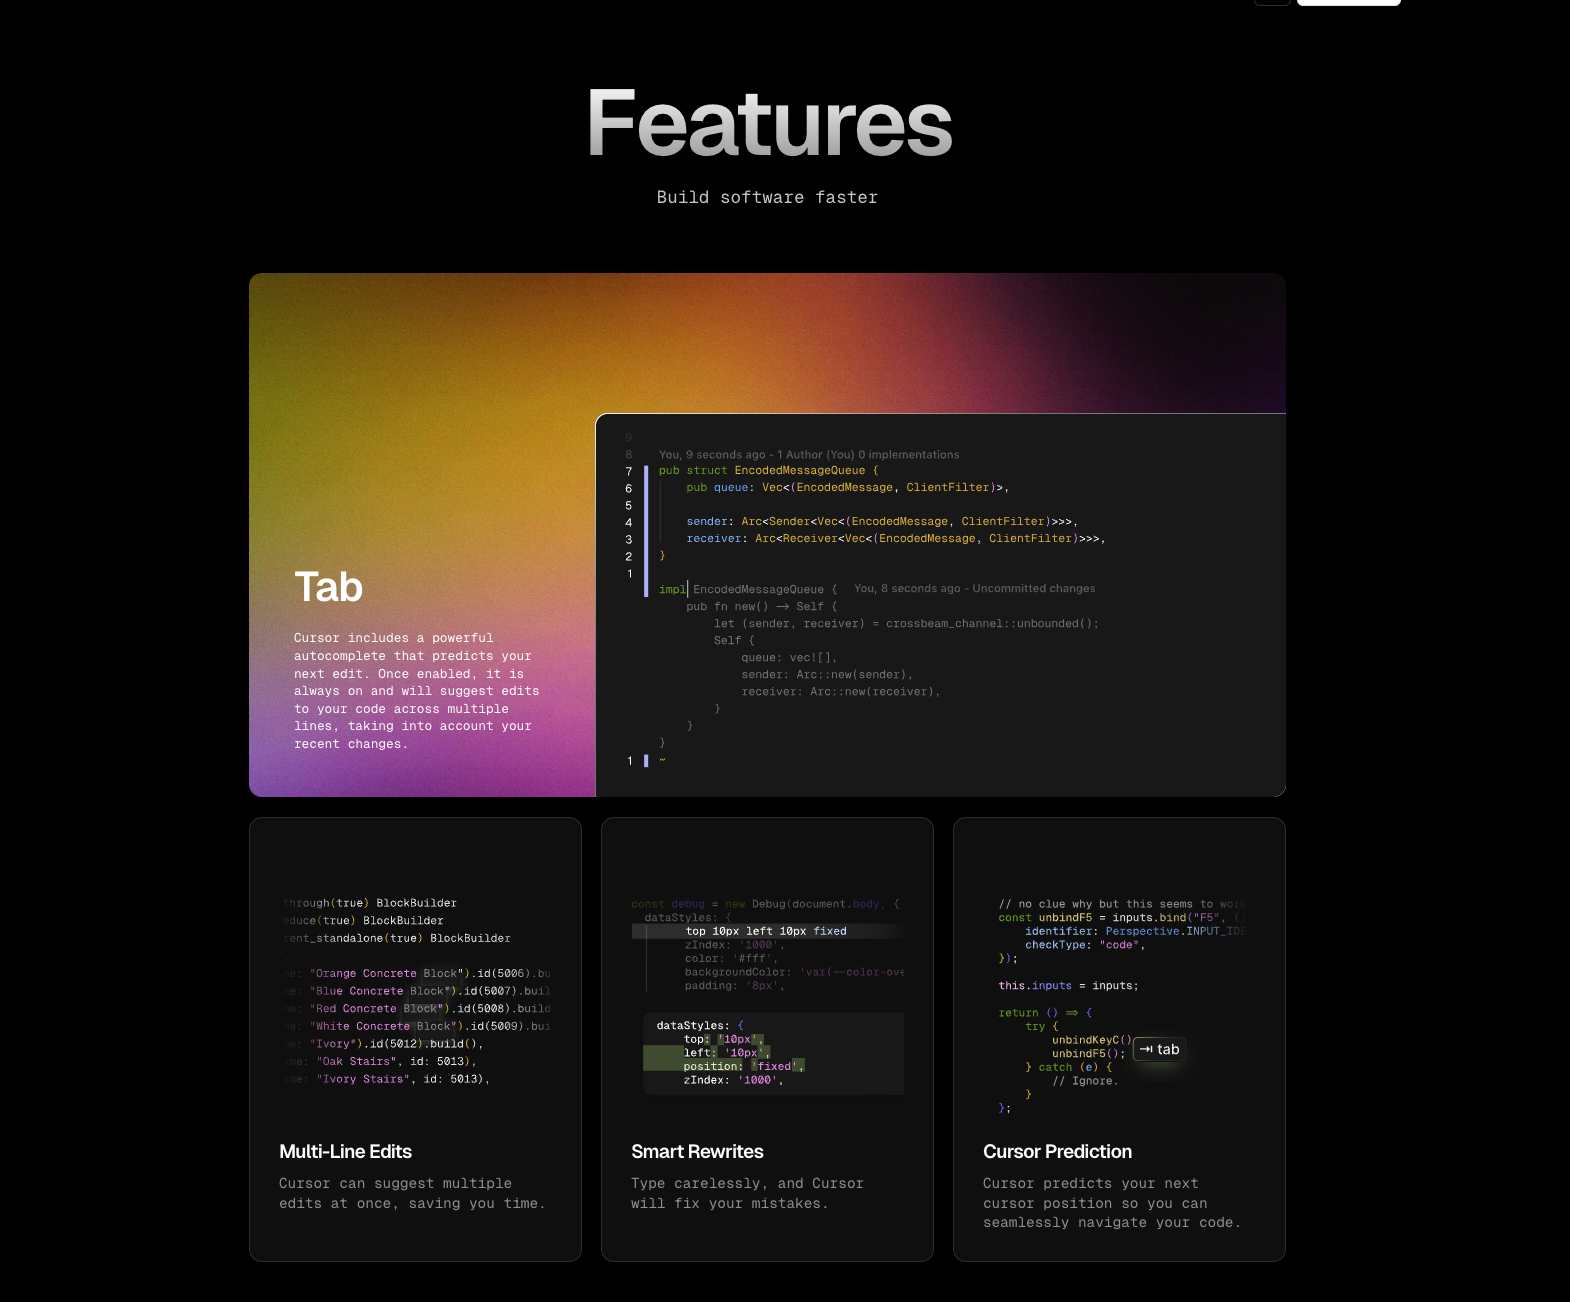 Features
Build software faster
Tab
Cursor includes a powerful
autocomplete that predicts your
next edit. Once enabled, it is
always on and will suggest edits
to your code across multiple
lines, taking into account your
recent changes.
9
8 You, 9 seconds ago - 1 Author (You) 0 implementations
7 pub struct EncodedMessageQueue {
6 pub queue: Vec<(EncodedMessage, ClientFilter)>,
5
4 sender: Arc<Sender<Vec<(EncodedMessage, ClientFilter)>>>,
3 receiver: Arc<Receiver<Vec<(EncodedMessage, ClientFilter)>>>,
2 }
1
impl EncodedMessageQueue { You, 8 seconds ago - Uncommitted changes
pub fn new() → Self {
let (sender, receiver) = crossbeam_channel::unbounded();
Self {
queue: vec![],
sender: Arc::new(sender),
receiver: Arc::new(receiver),
}
}
}
1 ~
through(true) BlockBuilder
educe(true) BlockBuilder
rent_standalone(true) BlockBuilder
me: "Orange Concrete Block").id(5006).bu
me: "Blue Concrete Block").id(5007).buil
me: "Red Concrete Block").id(5008).build
me: "White Concrete Block").id(5009).bui
me: "Ivory").id(5012).build(),
ame: "Oak Stairs", id: 5013),
ame: "Ivory Stairs", id: 5013),
Multi-Line Edits
Cursor can suggest multiple
edits at once, saving you time.
const debug = new Debug(document.body, {
dataStyles: {
top 10px left 10px fixed
zIndex: '1000',
color: '#fff',
backgroundColor: 'var(--color-ove
padding: '8px',
dataStyles: {
top: '10px',
left: '10px',
position: 'fixed',
zIndex: '1000',
Smart Rewrites
Type carelessly, and Cursor
will fix your mistakes.
// no clue why but this seems to work
const unbindF5 = inputs.bind("F5", ()
identifier: Perspective.INPUT_IDE
checkType: "code",
});
this.inputs = inputs;
return () ⇒ {
try {
unbindKeyC()
unbindF5(); ⇥ tab
} catch (e) {
// Ignore.
}
};
Cursor Prediction
Cursor predicts your next
cursor position so you can
seamlessly navigate your code.